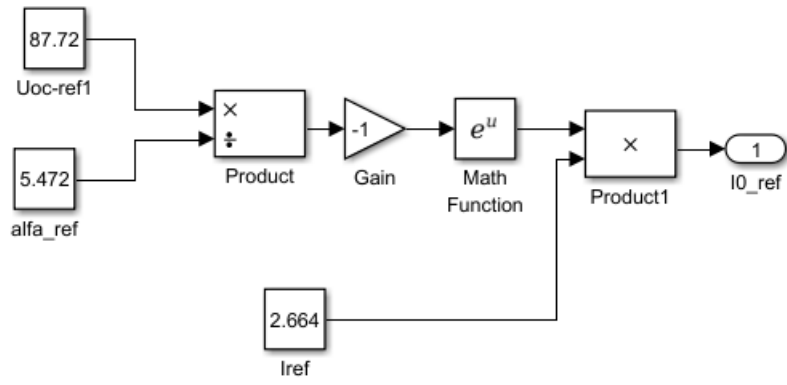 87.72
Uoc-ref1
×
÷
Product
-1
Gain
e^u
Math
Function
×
Product1
1
I0_ref
5.472
alfa_ref
2.664
Iref